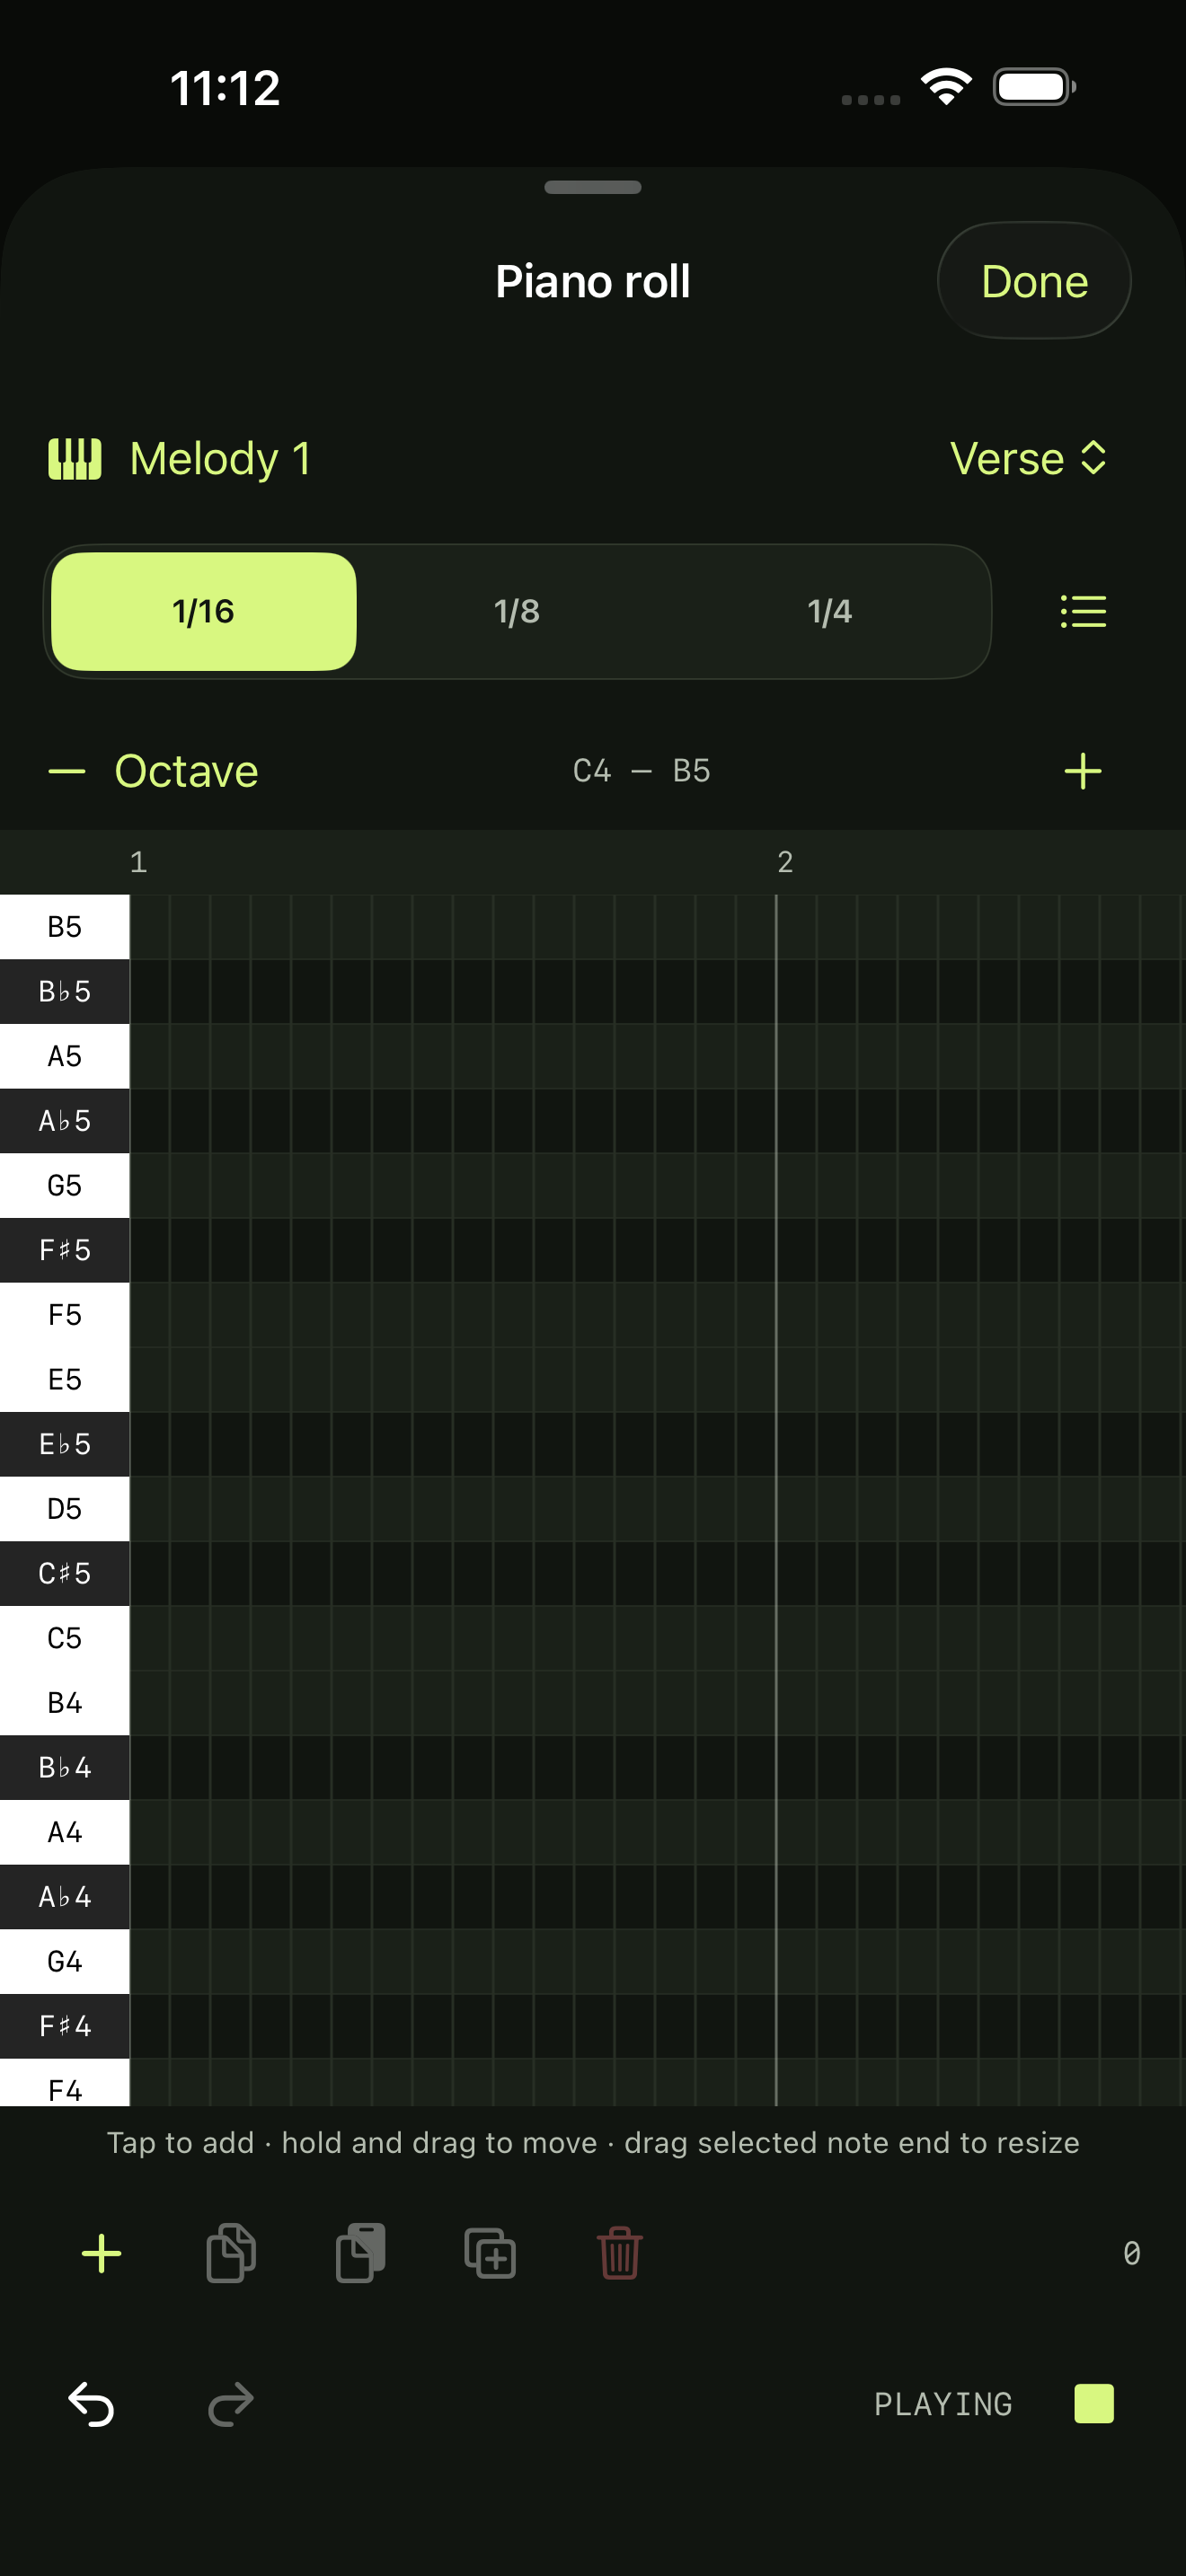 11:12
Piano roll
Done
Melody 1
Verse
1/16 1/8 1/4
Octave
C4 – B5
1 2
B5
B♭5
A5
A♭5
G5
F♯5
F5
E5
E♭5
D5
C♯5
C5
B4
B♭4
A4
A♭4
G4
F♯4
F4
Tap to add · hold and drag to move · drag selected note end to resize
0
PLAYING